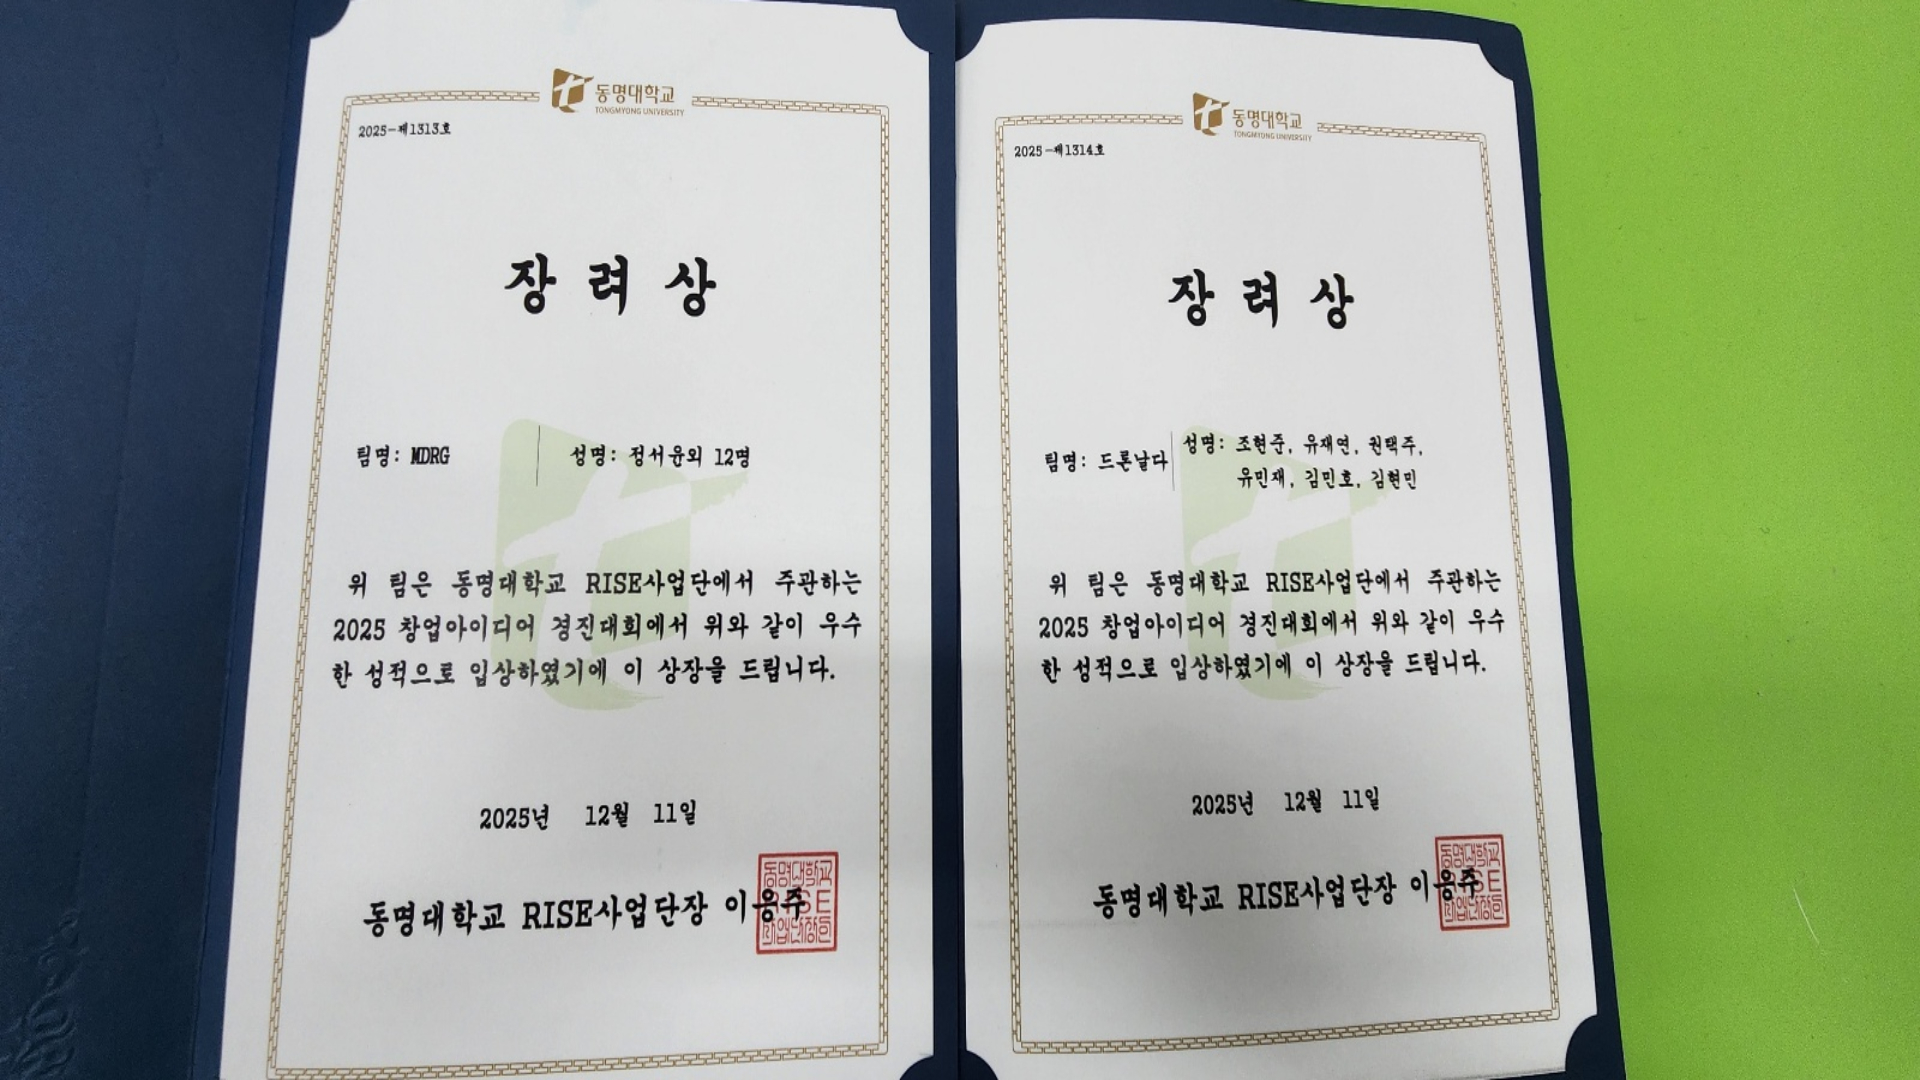 동명대학교
TONGMYONG UNIVERSITY
2025-제1313호
장 려 상
팀명: MDRG
성명: 정서윤외 12명
위 팀은 동명대학교 RISE사업단에서 주관하는
2025 창업아이디어 경진대회에서 위와 같이 우수
한 성적으로 입상하였기에 이 상장을 드립니다.
2025년 12월 11일
동명대학교 RISE사업단장 이응주
동명대학교
TONGMYONG UNIVERSITY
2025-제1314호
장 려 상
팀명: 드론날다
성명: 조현준, 유재연, 권택주,
유민재, 김민호, 김현민
위 팀은 동명대학교 RISE사업단에서 주관하는
2025 창업아이디어 경진대회에서 위와 같이 우수
한 성적으로 입상하였기에 이 상장을 드립니다.
2025년 12월 11일
동명대학교 RISE사업단장 이응주